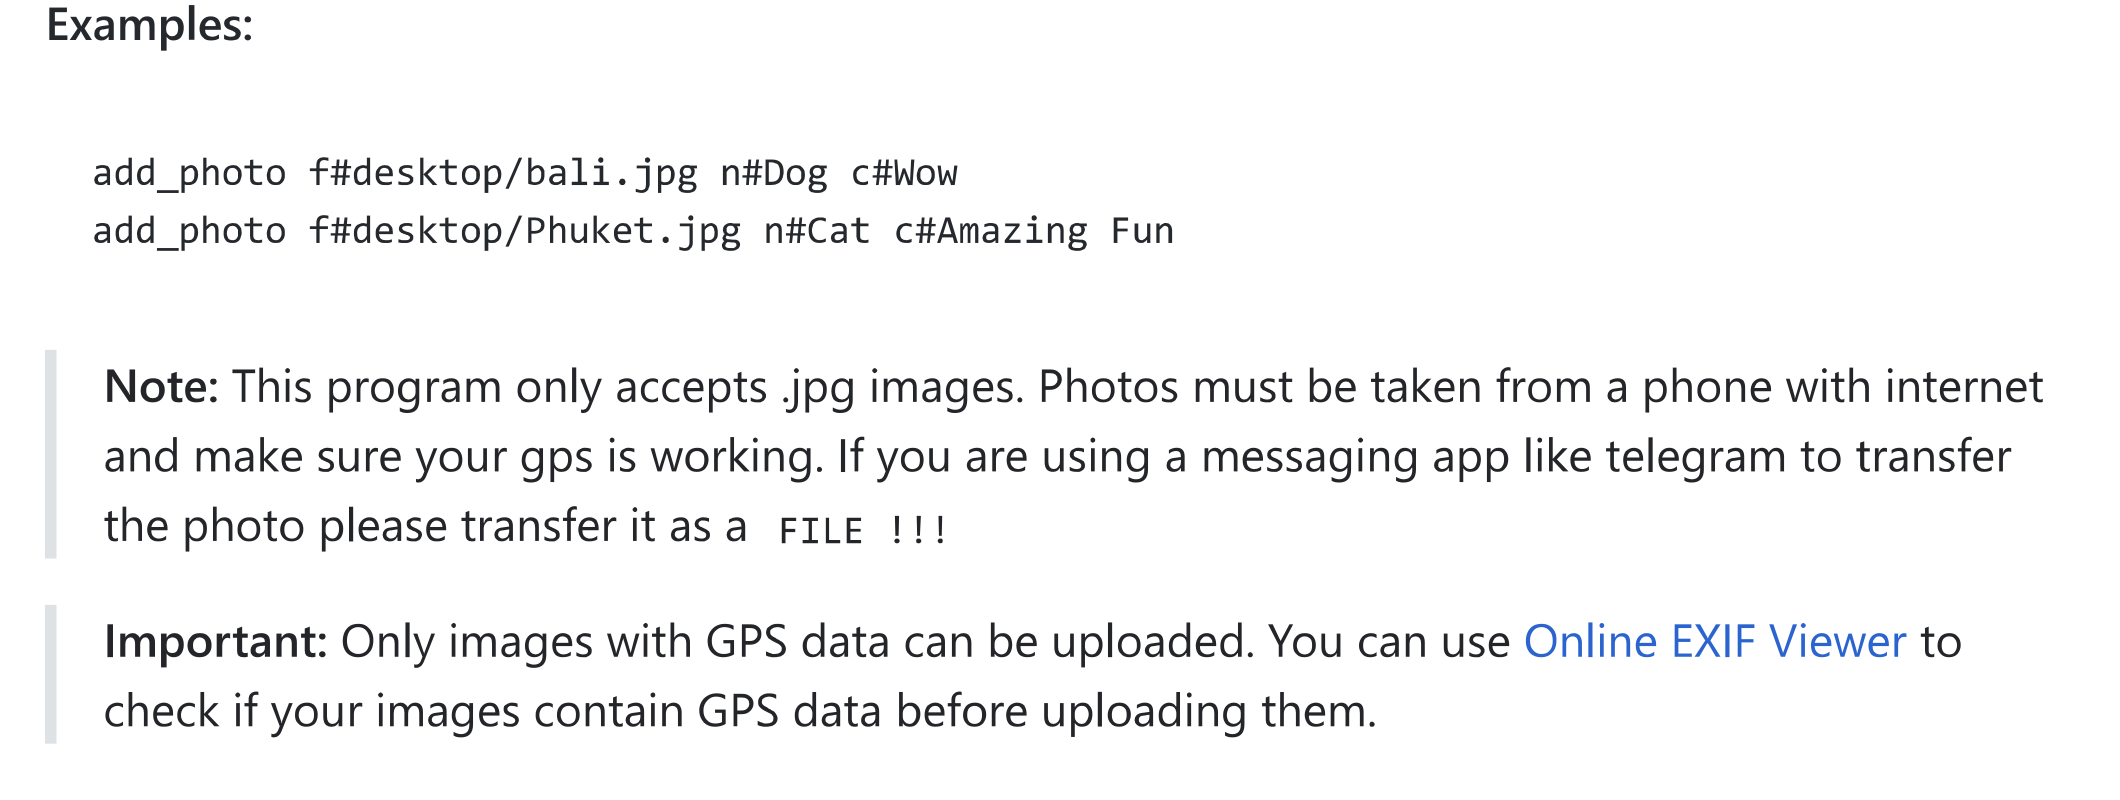 Examples:
add_photo f#desktop/bali.jpg n#Dog c#Wow
add_photo f#desktop/Phuket.jpg n#Cat c#Amazing Fun
Note: This program only accepts .jpg images. Photos must be taken from a phone with internet
and make sure your gps is working. If you are using a messaging app like telegram to transfer
the photo please transfer it as a FILE !!!
Important: Only images with GPS data can be uploaded. You can use Online EXIF Viewer to
check if your images contain GPS data before uploading them.